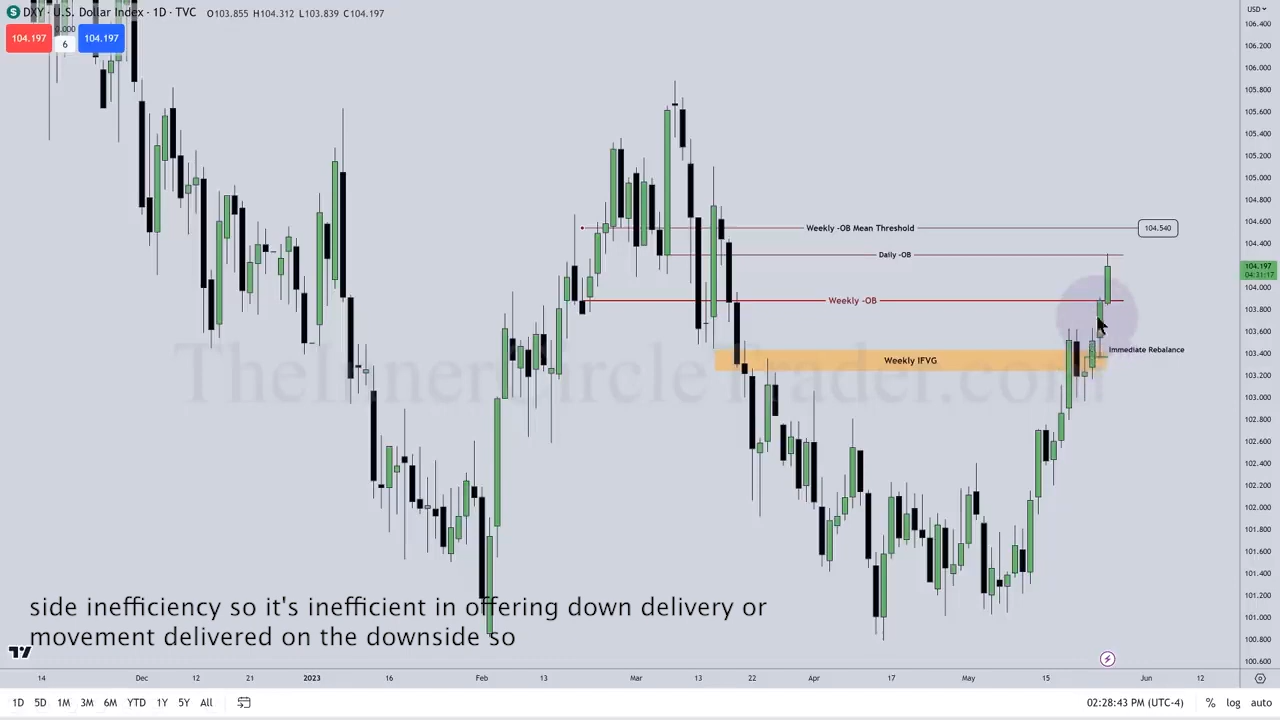 DXY · U.S. Dollar Index · 1D · TVC O103.855 H104.312 L103.839 C104.197
0.000
104.197 6 104.197
USD
106.400
106.200
106.000
105.800
105.600
105.400
105.200
105.000
104.800
104.600
104.400
104.197
04:31:17
104.000
103.800
103.600
103.400
103.200
103.000
102.800
102.600
102.400
102.200
102.000
101.800
101.600
101.400
101.200
101.000
100.800
100.600
Weekly -OB Mean Threshold
104.540
Daily -OB
Weekly -OB
Immediate Rebalance
Weekly IFVG
TheInnerCircleTrader.com
side inefficiency so it's inefficient in offering down delivery or
movement delivered on the downside so
14 Dec 12 21 2023 16 Feb 13 Mar 13 22 Apr 17 May 15 Jun 12
1D 5D 1M 3M 6M YTD 1Y 5Y All 02:28:43 PM (UTC-4) % log auto